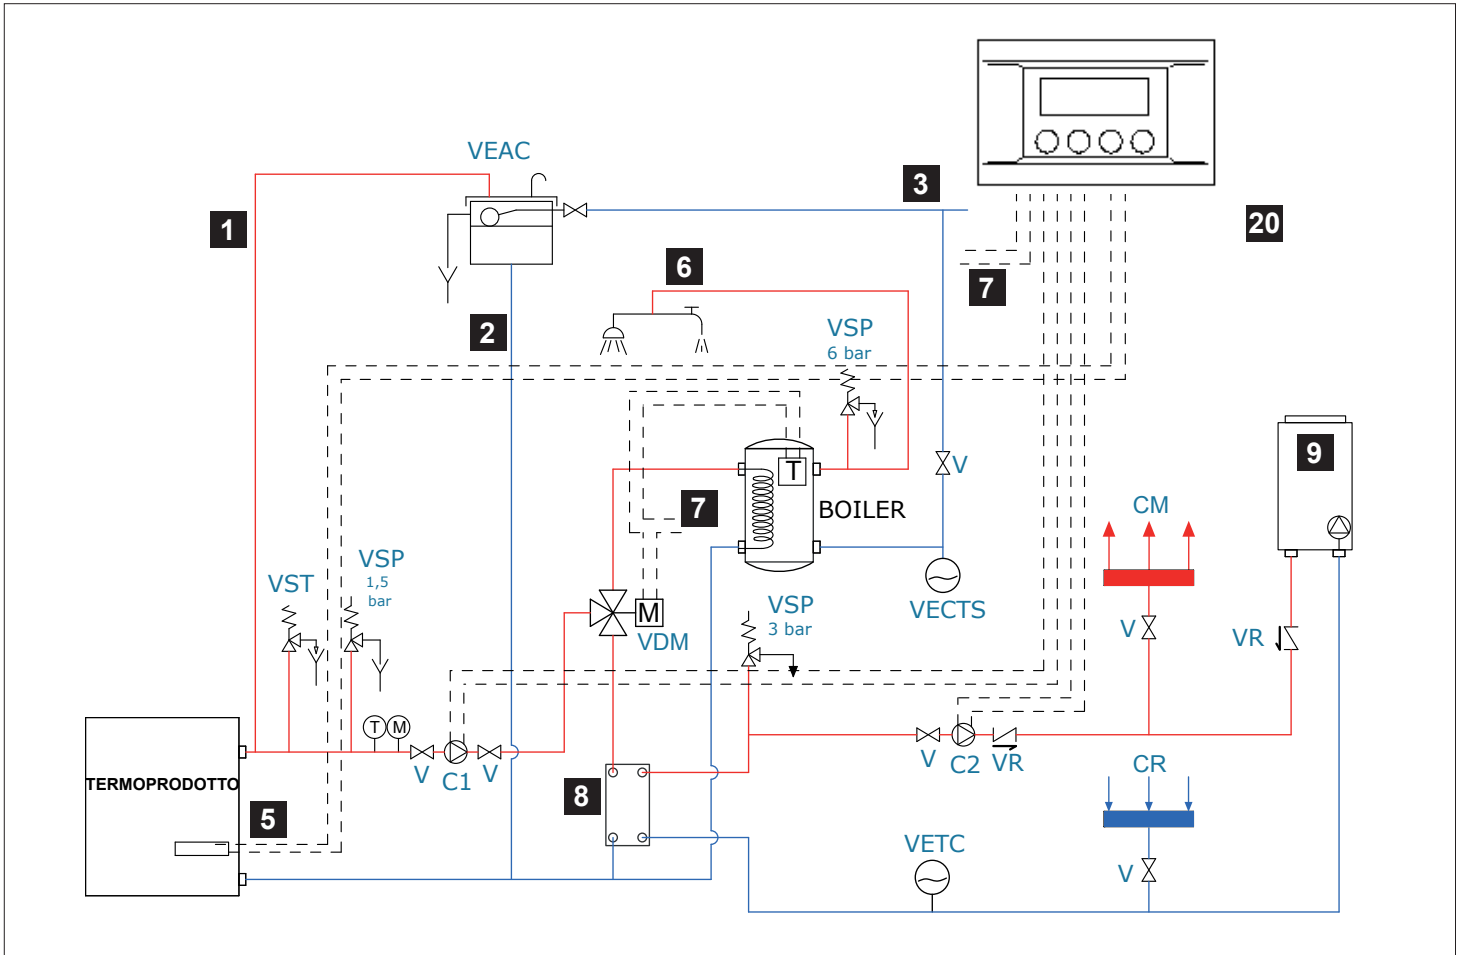 VEAC
3
1
20
6
7
2
VSP
6 bar
9
T
V
7
BOILER
CM
VSP
1,5
bar
VST
VECTS
VSP
3 bar
M
VDM
V
VR
T
M
V
C1
V
V
C2
VR
CR
TERMOPRODOTTO
8
5
VETC
V